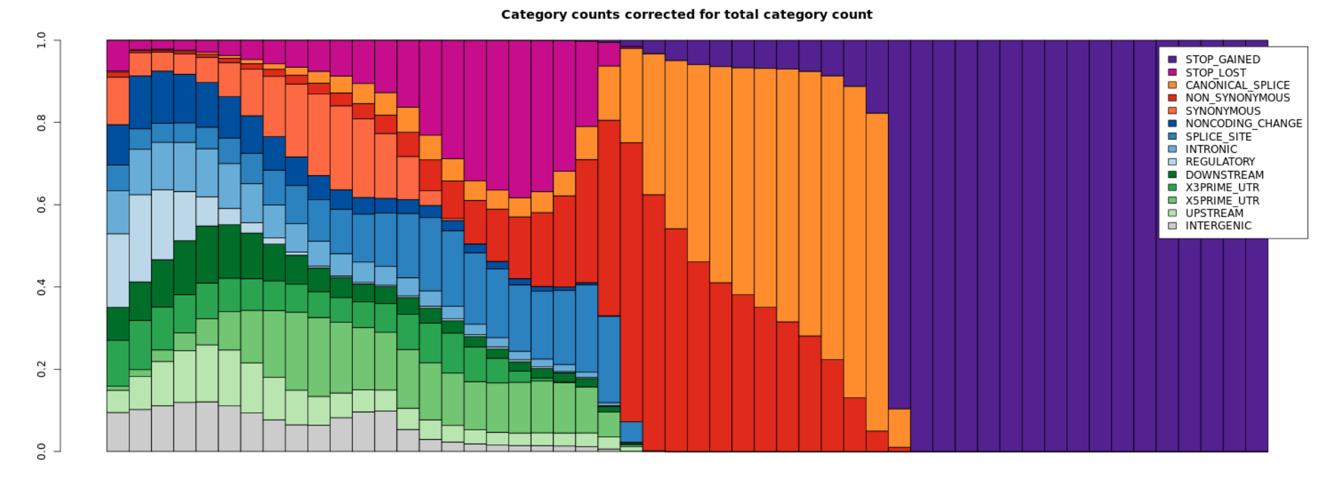 Category counts corrected for total category count
1.0
0.8
0.6
0.4
0.2
0.0
STOP_GAINED
STOP_LOST
CANONICAL_SPLICE
NON_SYNONYMOUS
SYNONYMOUS
NONCODING_CHANGE
SPLICE_SITE
INTRONIC
REGULATORY
DOWNSTREAM
X3PRIME_UTR
X5PRIME_UTR
UPSTREAM
INTERGENIC